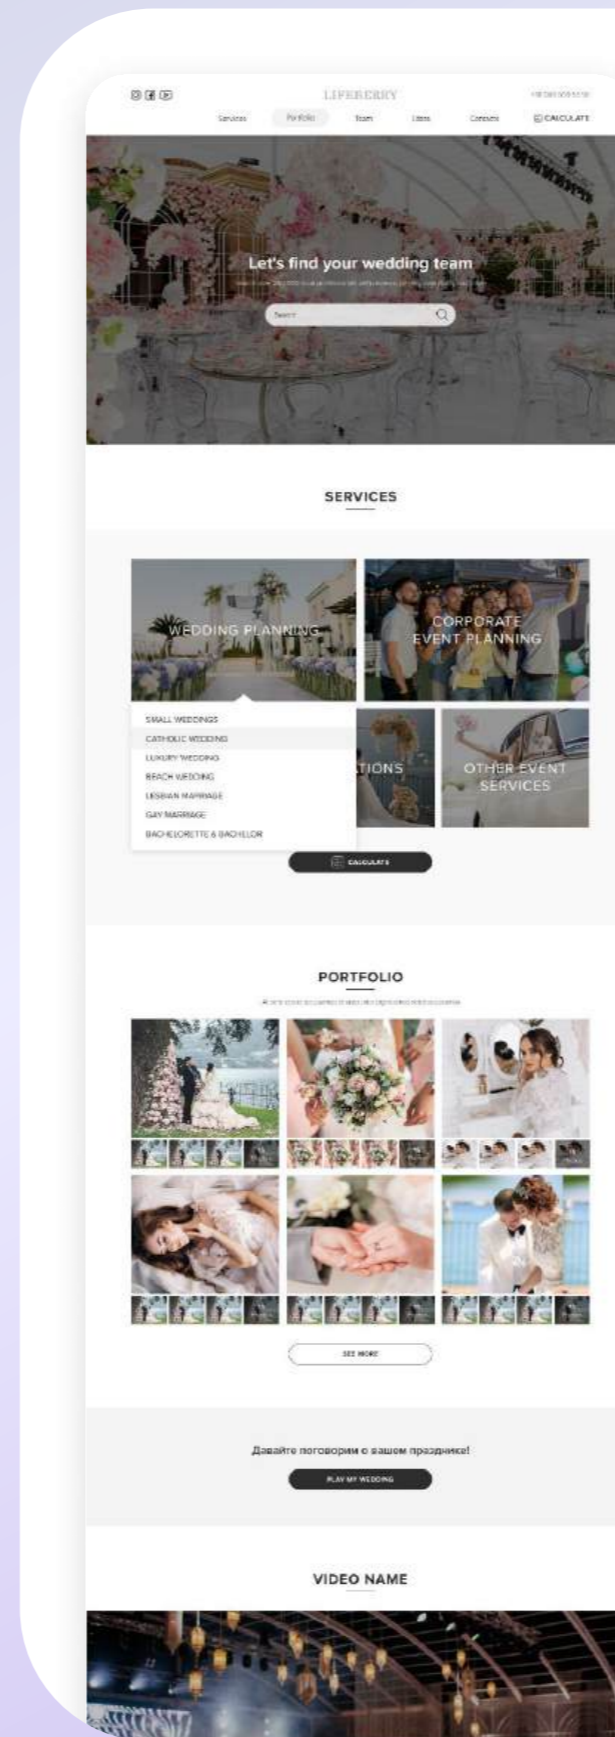 LIFEBERRY
Services Portfolio Team Contacts CALCULATE
Let's find your wedding team
Search
SERVICES
WEDDING PLANNING
CORPORATE
EVENT PLANNING
SMALL WEDDINGS
CATHOLIC WEDDING
LUXURY WEDDING
BEACH WEDDING
LESBIAN MARRIAGE
GAY MARRIAGE
BACHELORETTE & BACHELOR
TIONS
OTHER EVENT
SERVICES
CALCULATE
PORTFOLIO
SEE MORE
Давайте поговорим о вашем празднике!
PLAY MY WEDDING
VIDEO NAME